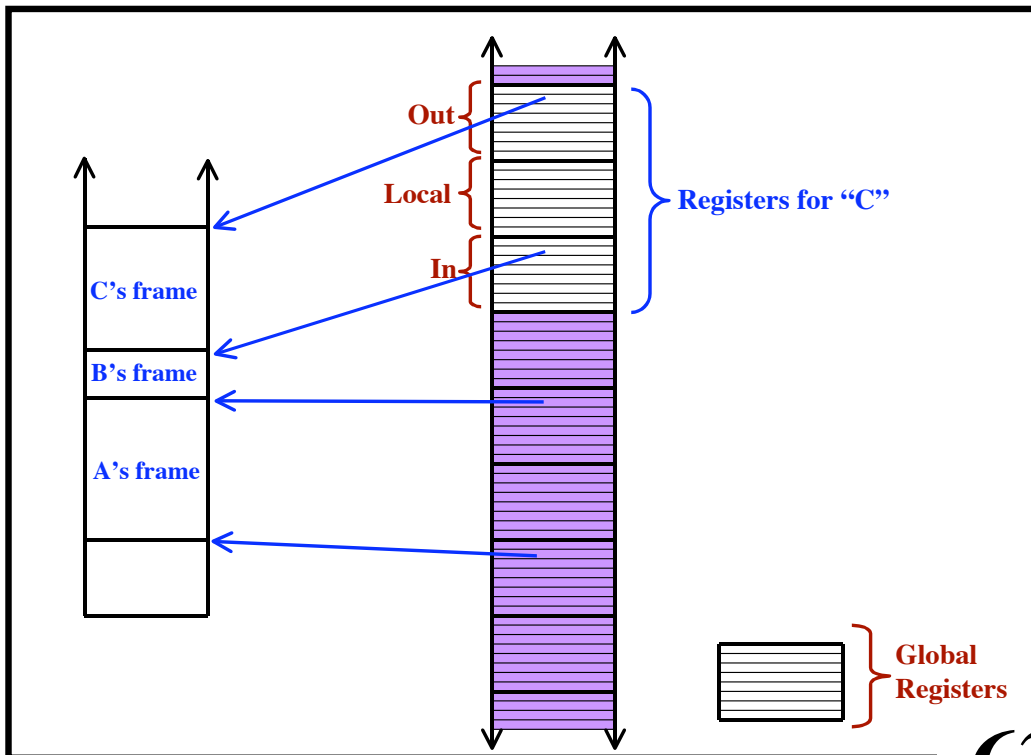 Out
Local
In
Registers for “C”
C’s frame
B’s frame
A’s frame
Global
Registers